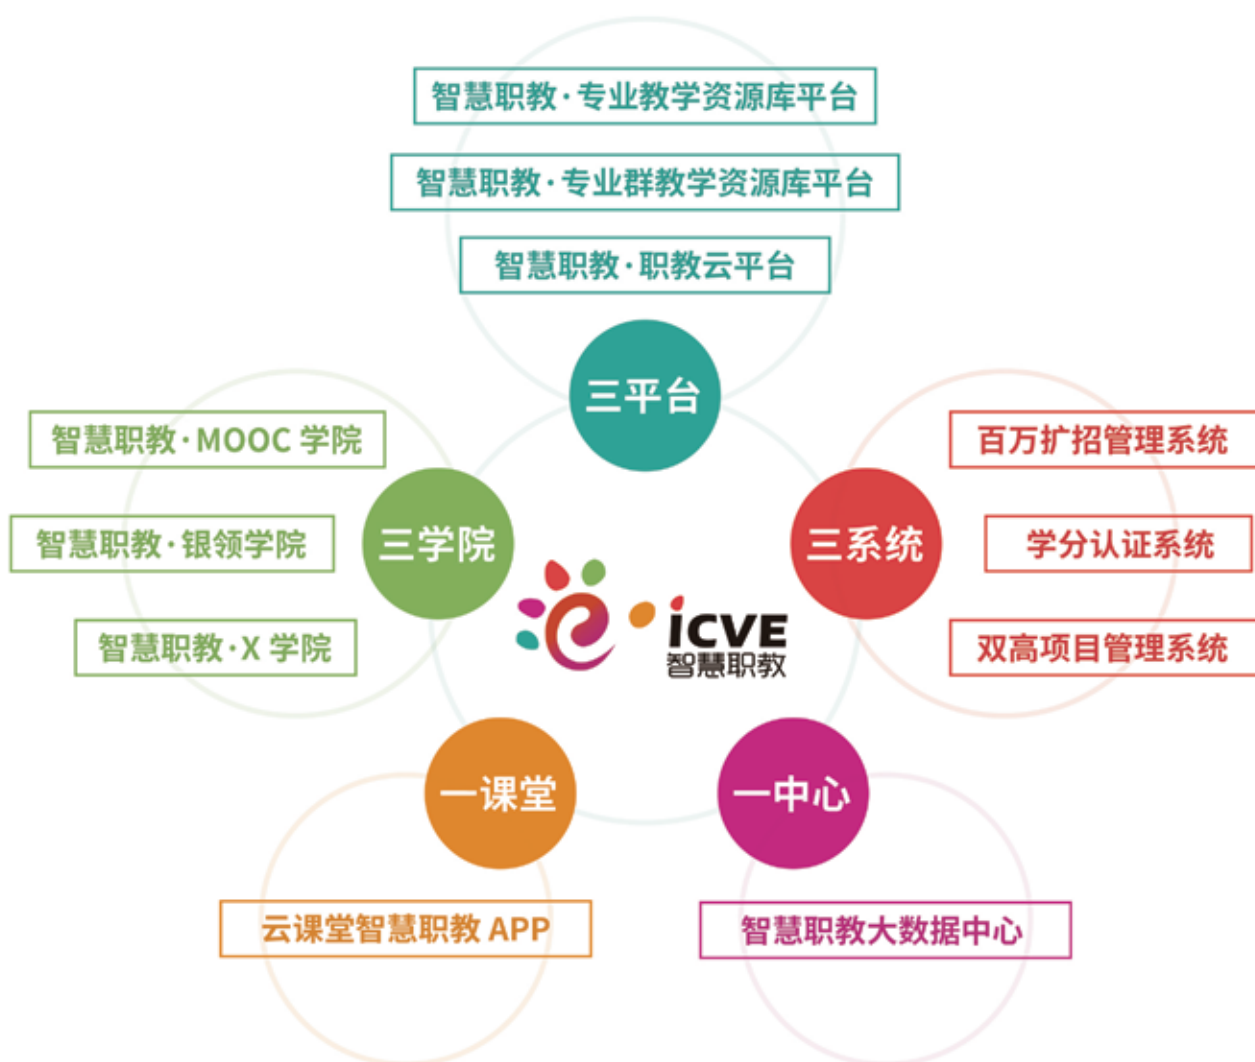 智慧职教·专业教学资源库平台
智慧职教·专业群教学资源库平台
智慧职教·职教云平台
三平台
智慧职教·MOOC 学院
智慧职教·银领学院
智慧职教·X 学院
三学院
三系统
百万扩招管理系统
学分认证系统
双高项目管理系统
iCVE
智慧职教
一课堂
一中心
云课堂智慧职教 APP
智慧职教大数据中心